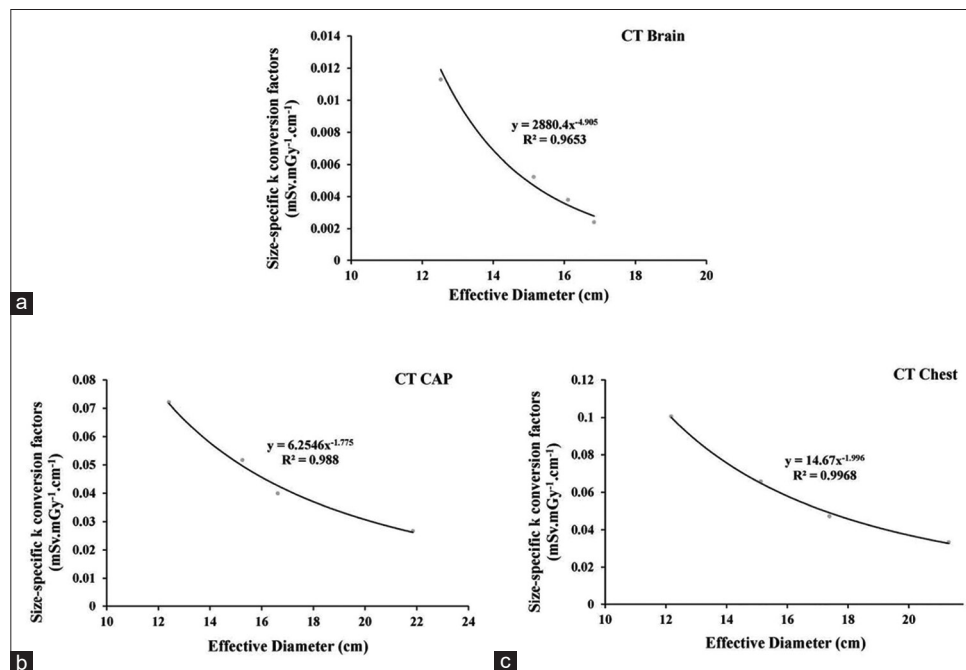 CT Brain
0.014
0.012
0.01
0.008
0.006
0.004
0.002
0
Size-specific k conversion factors
(mSv.mGy⁻¹.cm⁻¹)
y = 2880.4x⁻⁴·⁹⁰⁵
R² = 0.9653
10 12 14 16 18 20
Effective Diameter (cm)
a
CT CAP
0.08
0.07
0.06
0.05
0.04
0.03
0.02
0.01
0
Size-specific k conversion factors
(mSv.mGy⁻¹.cm⁻¹)
y = 6.2546x⁻¹·⁷⁷⁵
R² = 0.988
10 12 14 16 18 20 22 24
Effective Diameter (cm)
b
CT Chest
0.12
0.1
0.08
0.06
0.04
0.02
0
Size-specific k conversion factors
(mSv.mGy⁻¹.cm⁻¹)
y = 14.67x⁻¹·⁹⁹⁶
R² = 0.9968
10 12 14 16 18 20
Effective Diameter (cm)
c